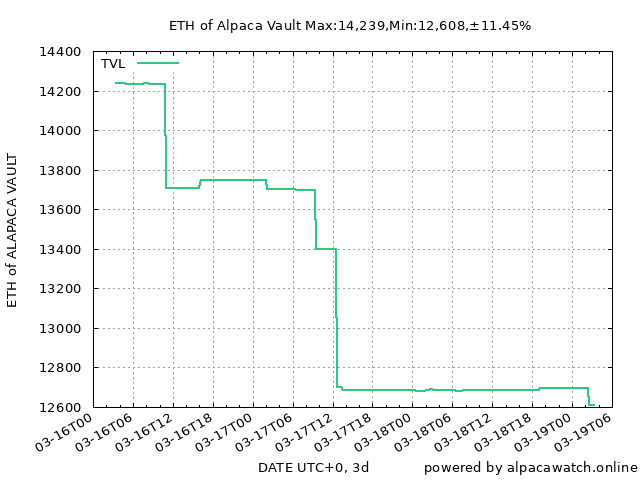 ETH of Alpaca Vault Max:14,239,Min:12,608,±11.45%
TVL
14400
14200
14000
13800
13600
13400
13200
13000
12800
12600
ETH of ALAPACA VAULT
03-16T00
03-16T06
03-16T12
03-16T18
03-17T00
03-17T06
03-17T12
03-17T18
03-18T00
03-18T06
03-18T12
03-18T18
03-19T00
03-19T06
DATE UTC+0, 3d
powered by alpacawatch.online